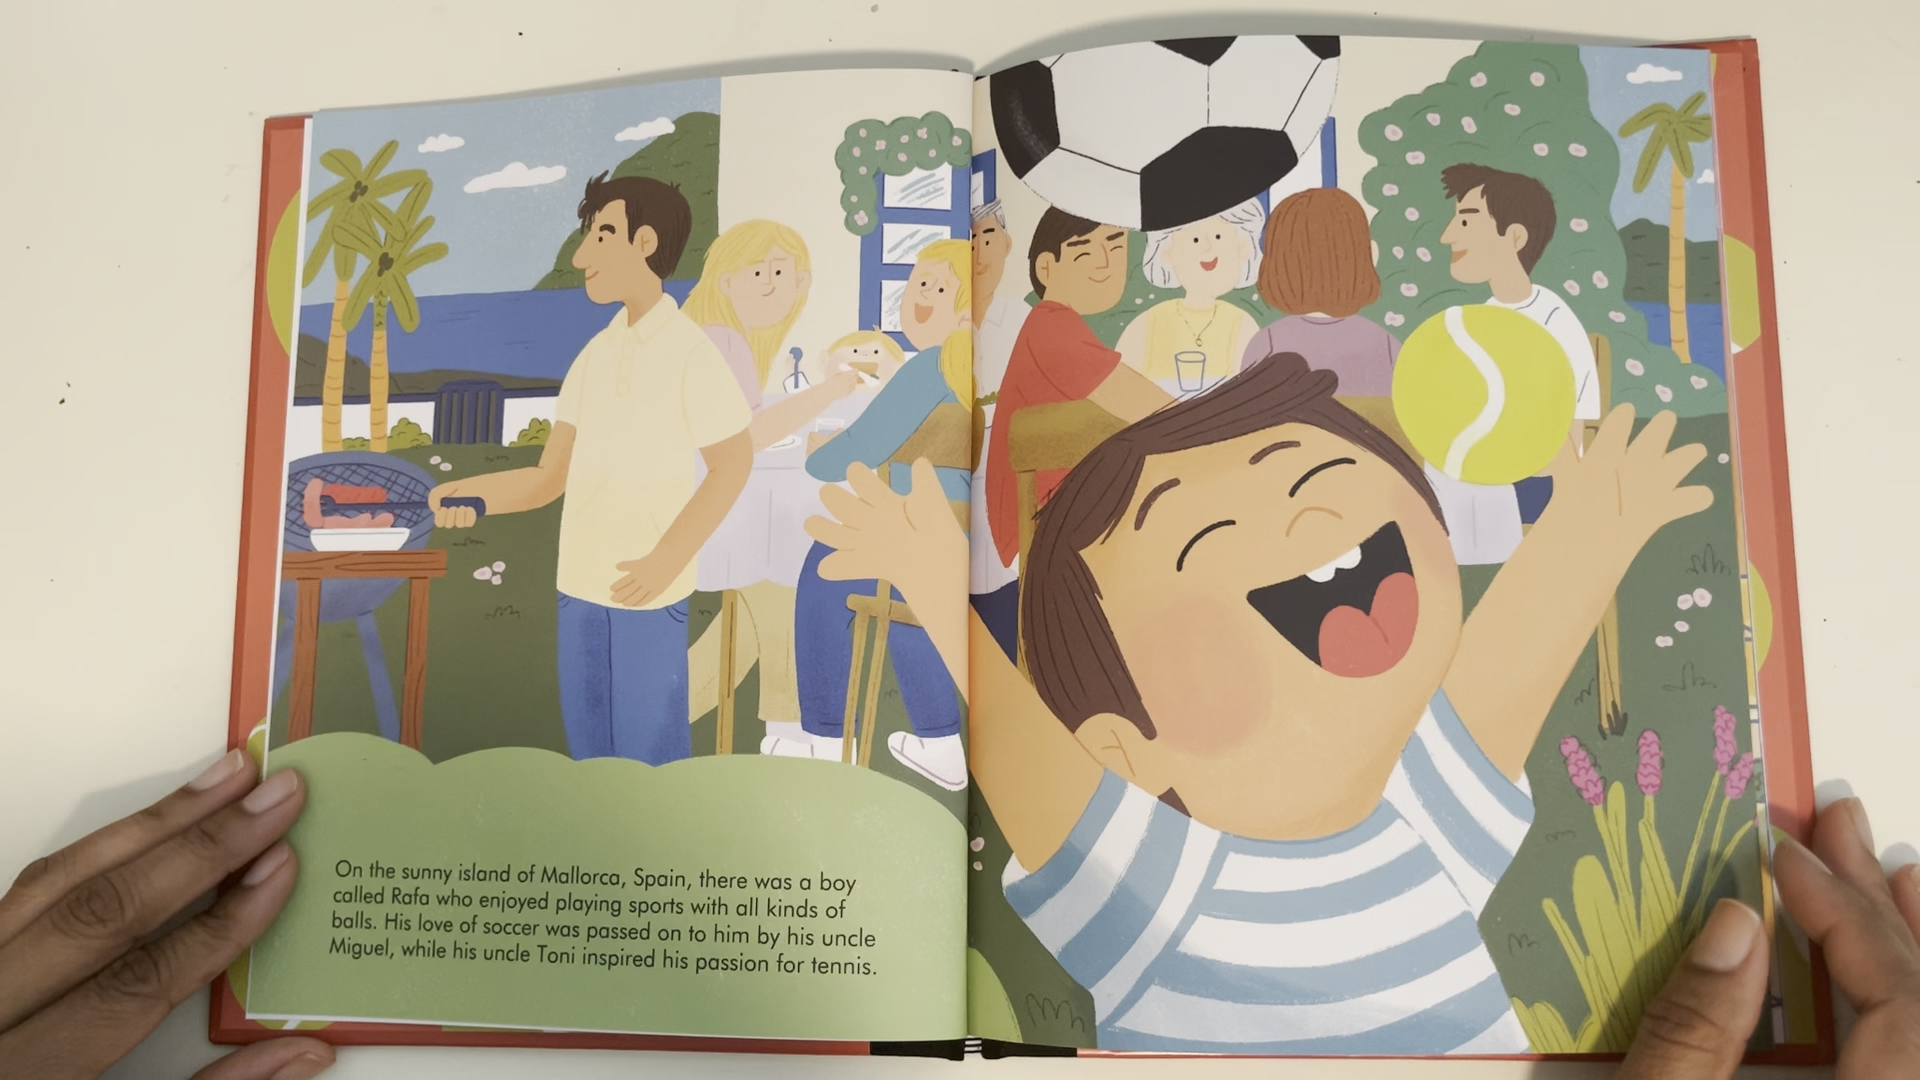 On the sunny island of Mallorca, Spain, there was a boy
called Rafa who enjoyed playing sports with all kinds of
balls. His love of soccer was passed on to him by his uncle
Miguel, while his uncle Toni inspired his passion for tennis.